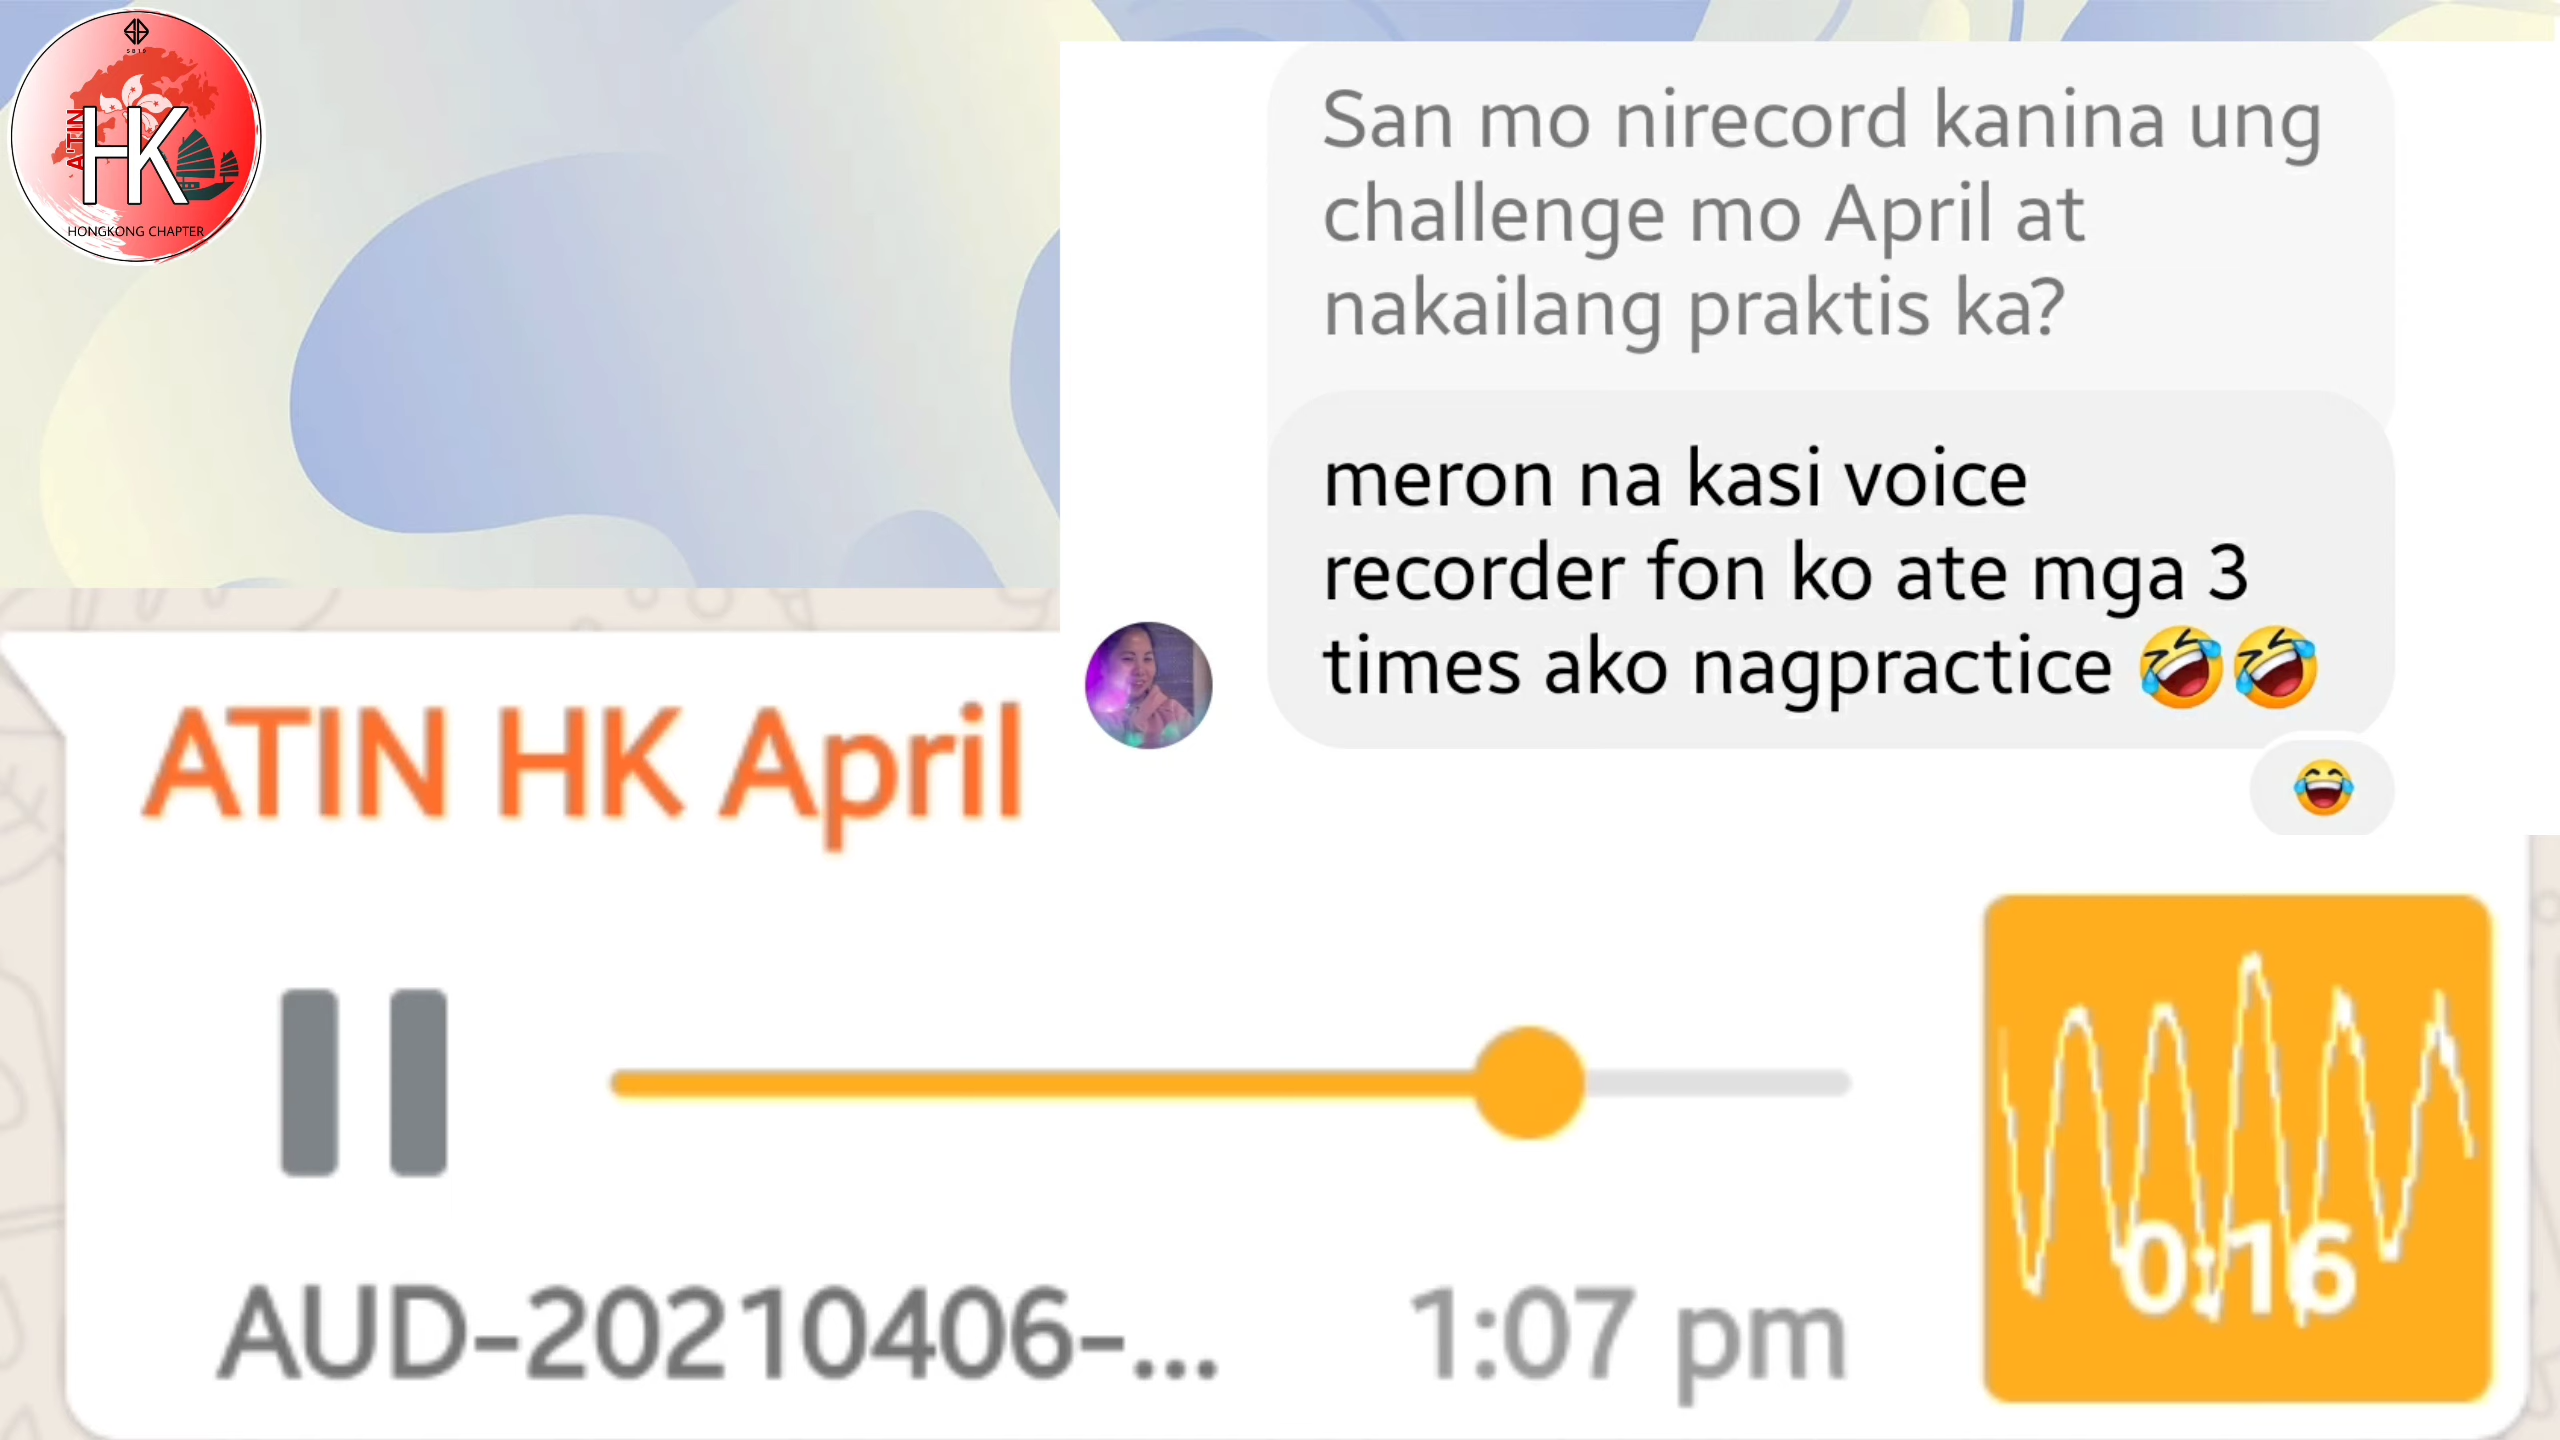 SB19
A'TIN
HK
HONGKONG CHAPTER
San mo nirecord kanina ung
challenge mo April at
nakailang praktis ka?
meron na kasi voice
recorder fon ko ate mga 3
times ako nagpractice 🤣🤣
😂
ATIN HK April
0:16
AUD-20210406-...
1:07 pm